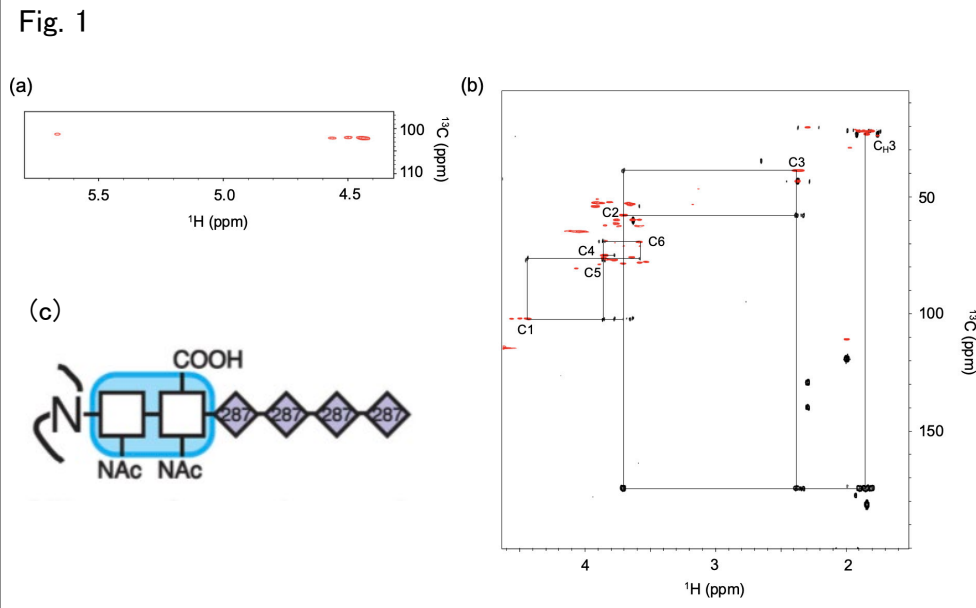 Fig. 1
(a)
100
110
¹³C (ppm)
5.5 5.0 4.5
¹H (ppm)
(b)
C_H3
C3
50
C2
C6
C4
C5
100
C1
¹³C (ppm)
150
4 3 2
¹H (ppm)
(c)
COOH
N 287 287 287 287
NAc NAc